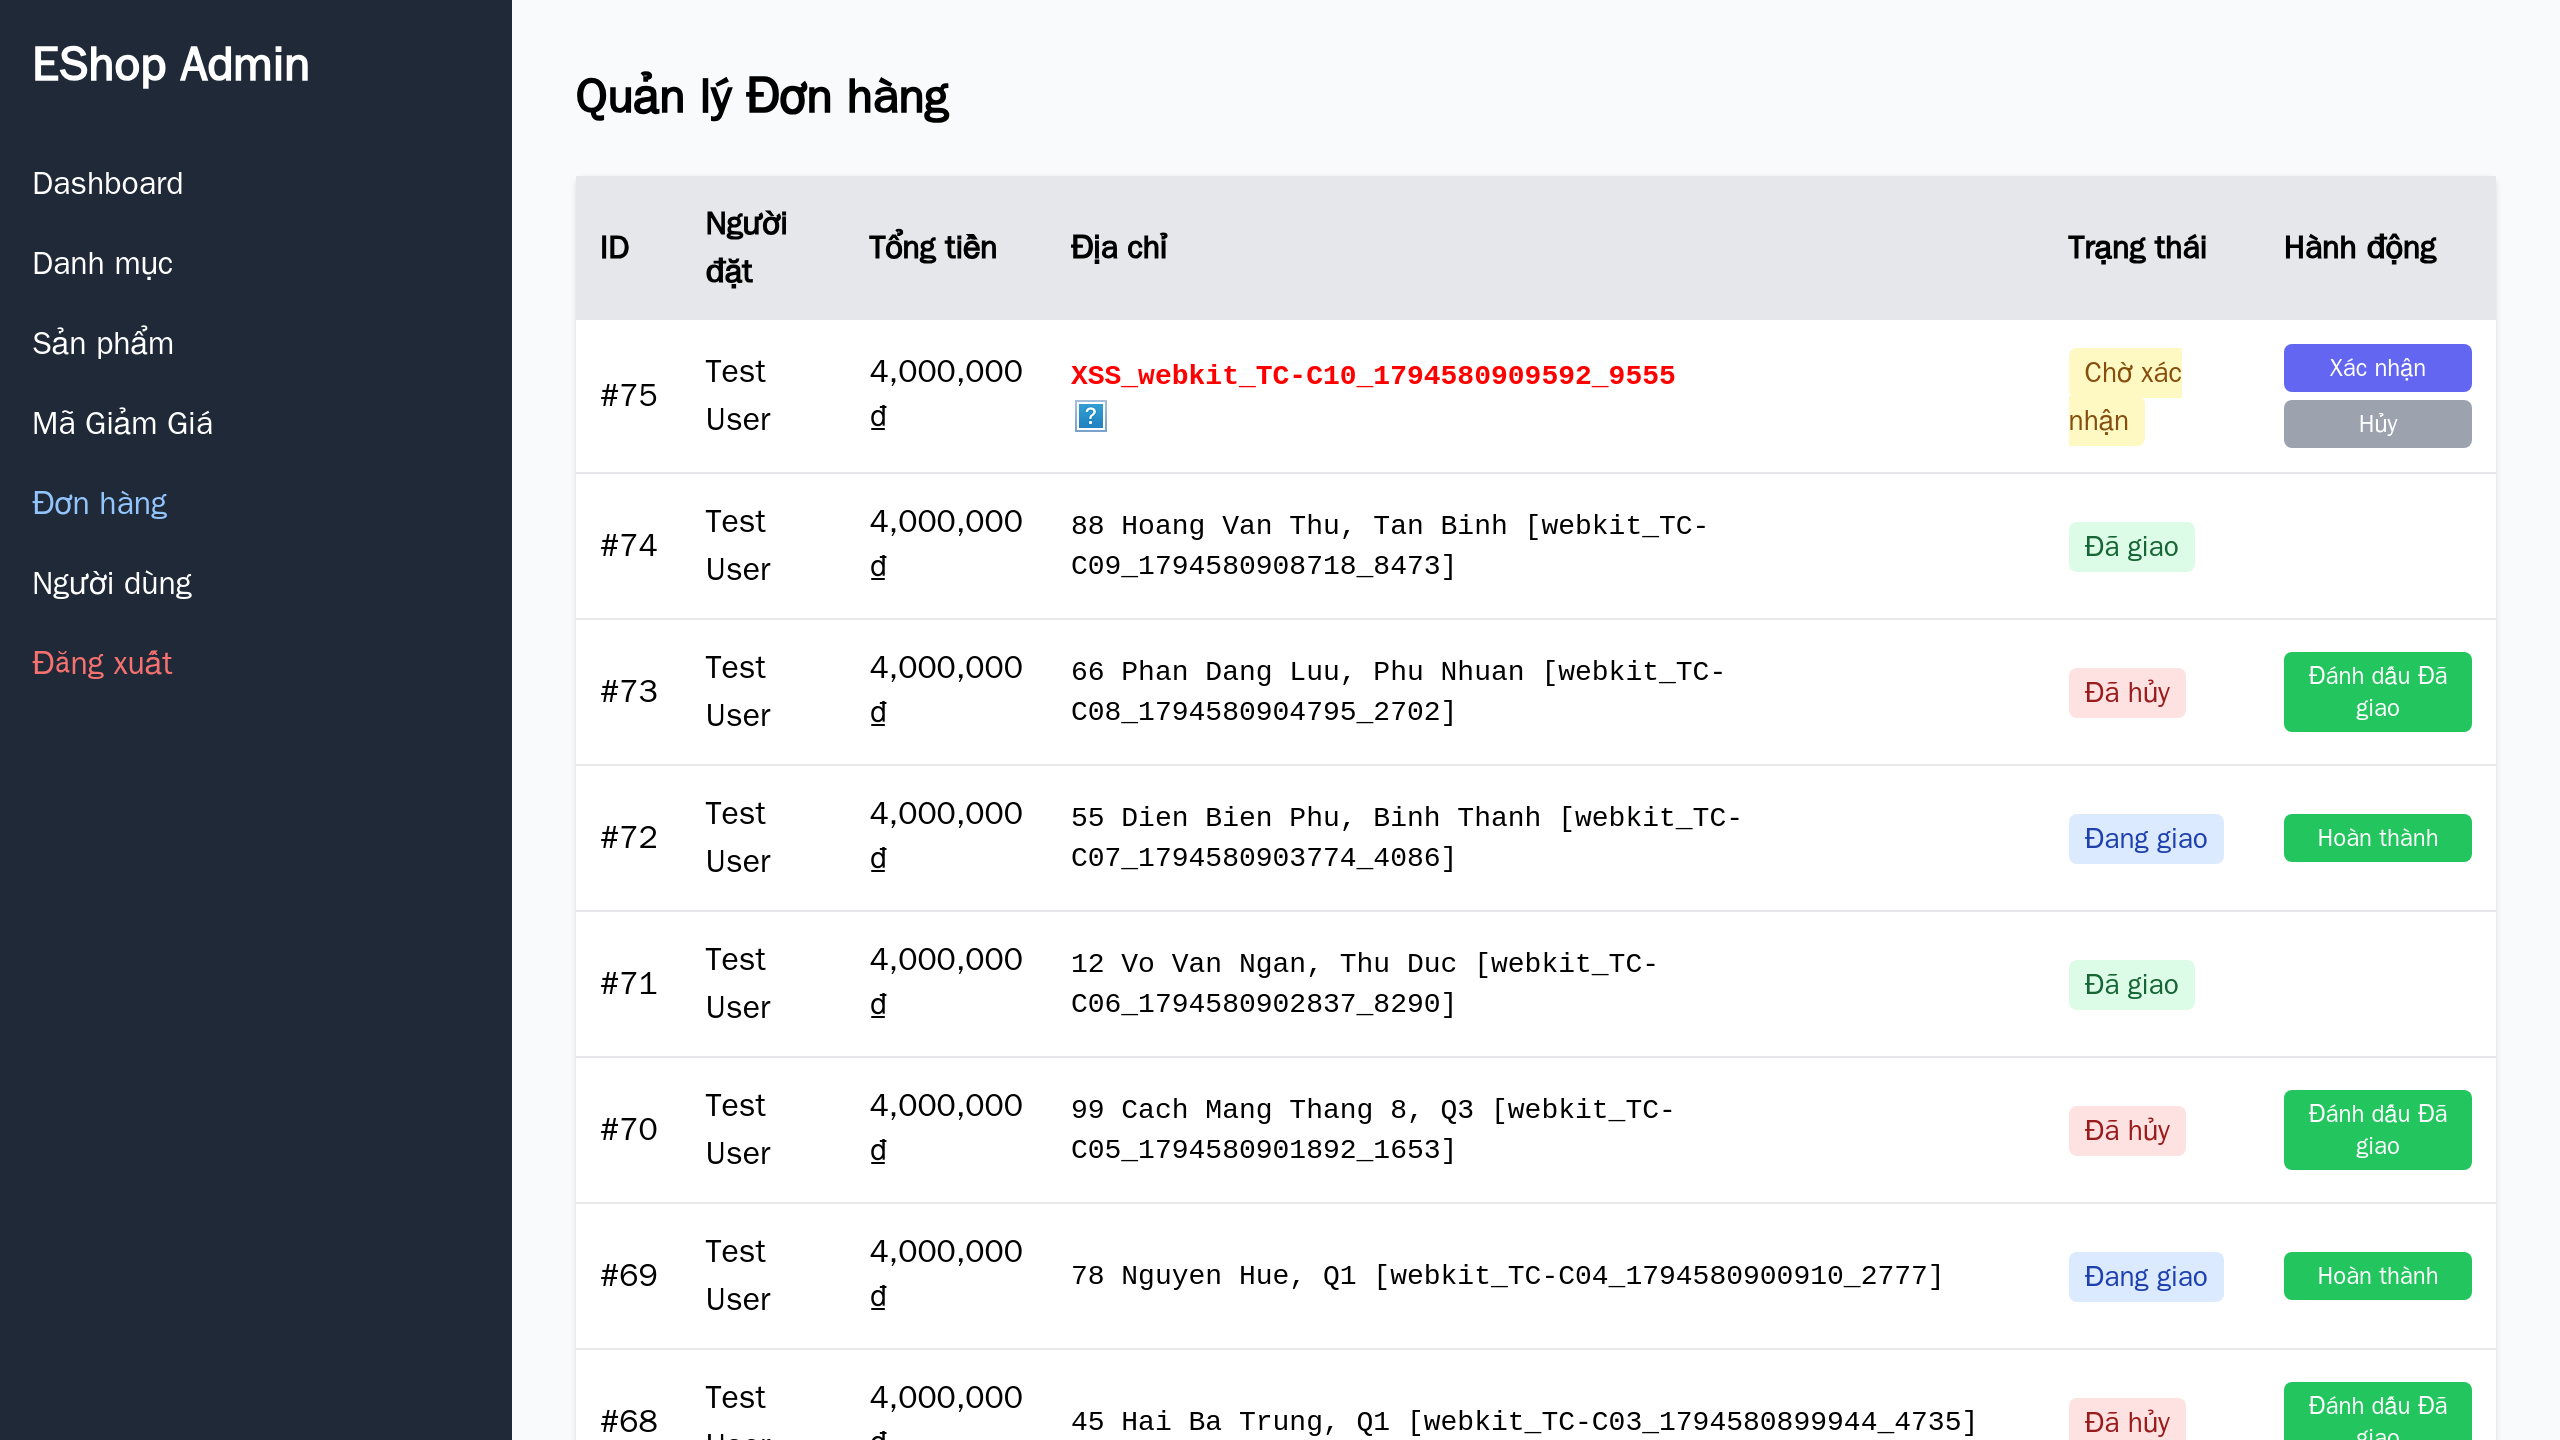 EShop Admin
Dashboard
Danh mục
Sản phẩm
Mã Giảm Giá
Đơn hàng
Người dùng
Đăng xuất
Quản lý Đơn hàng
ID
Người
đặt
Tổng tiền
Địa chỉ
Trạng thái
Hành động
#75
Test
User
4,000,000
₫
XSS_webkit_TC-C10_1794580909592_9555
?
Chờ xác
nhận
Xác nhận
Hủy
#74
Test
User
4,000,000
₫
88 Hoang Van Thu, Tan Binh [webkit_TC-
C09_1794580908718_8473]
Đã giao
#73
Test
User
4,000,000
₫
66 Phan Dang Luu, Phu Nhuan [webkit_TC-
C08_1794580904795_2702]
Đã hủy
Đánh dấu Đã
giao
#72
Test
User
4,000,000
₫
55 Dien Bien Phu, Binh Thanh [webkit_TC-
C07_1794580903774_4086]
Đang giao
Hoàn thành
#71
Test
User
4,000,000
₫
12 Vo Van Ngan, Thu Duc [webkit_TC-
C06_1794580902837_8290]
Đã giao
#70
Test
User
4,000,000
₫
99 Cach Mang Thang 8, Q3 [webkit_TC-
C05_1794580901892_1653]
Đã hủy
Đánh dấu Đã
giao
#69
Test
User
4,000,000
₫
78 Nguyen Hue, Q1 [webkit_TC-C04_1794580900910_2777]
Đang giao
Hoàn thành
#68
Test
User
4,000,000
₫
45 Hai Ba Trung, Q1 [webkit_TC-C03_1794580899944_4735]
Đã hủy
Đánh dấu Đã
giao